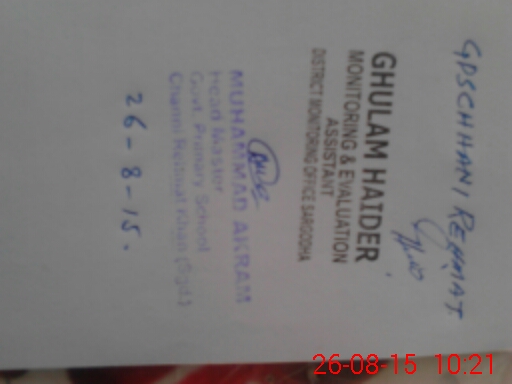 GPSCHHANI REHMAT
GHULAM HAIDER
MONITORING & EVALUATION
ASSISTANT
DISTRICT MONITORING OFFICE SARGODHA
MUHAMMAD AKRAM
Head Master
Govt. Primary School
Channi Rehmat Khan (Sgd.)
26-8-15.
26-08-15 10:21